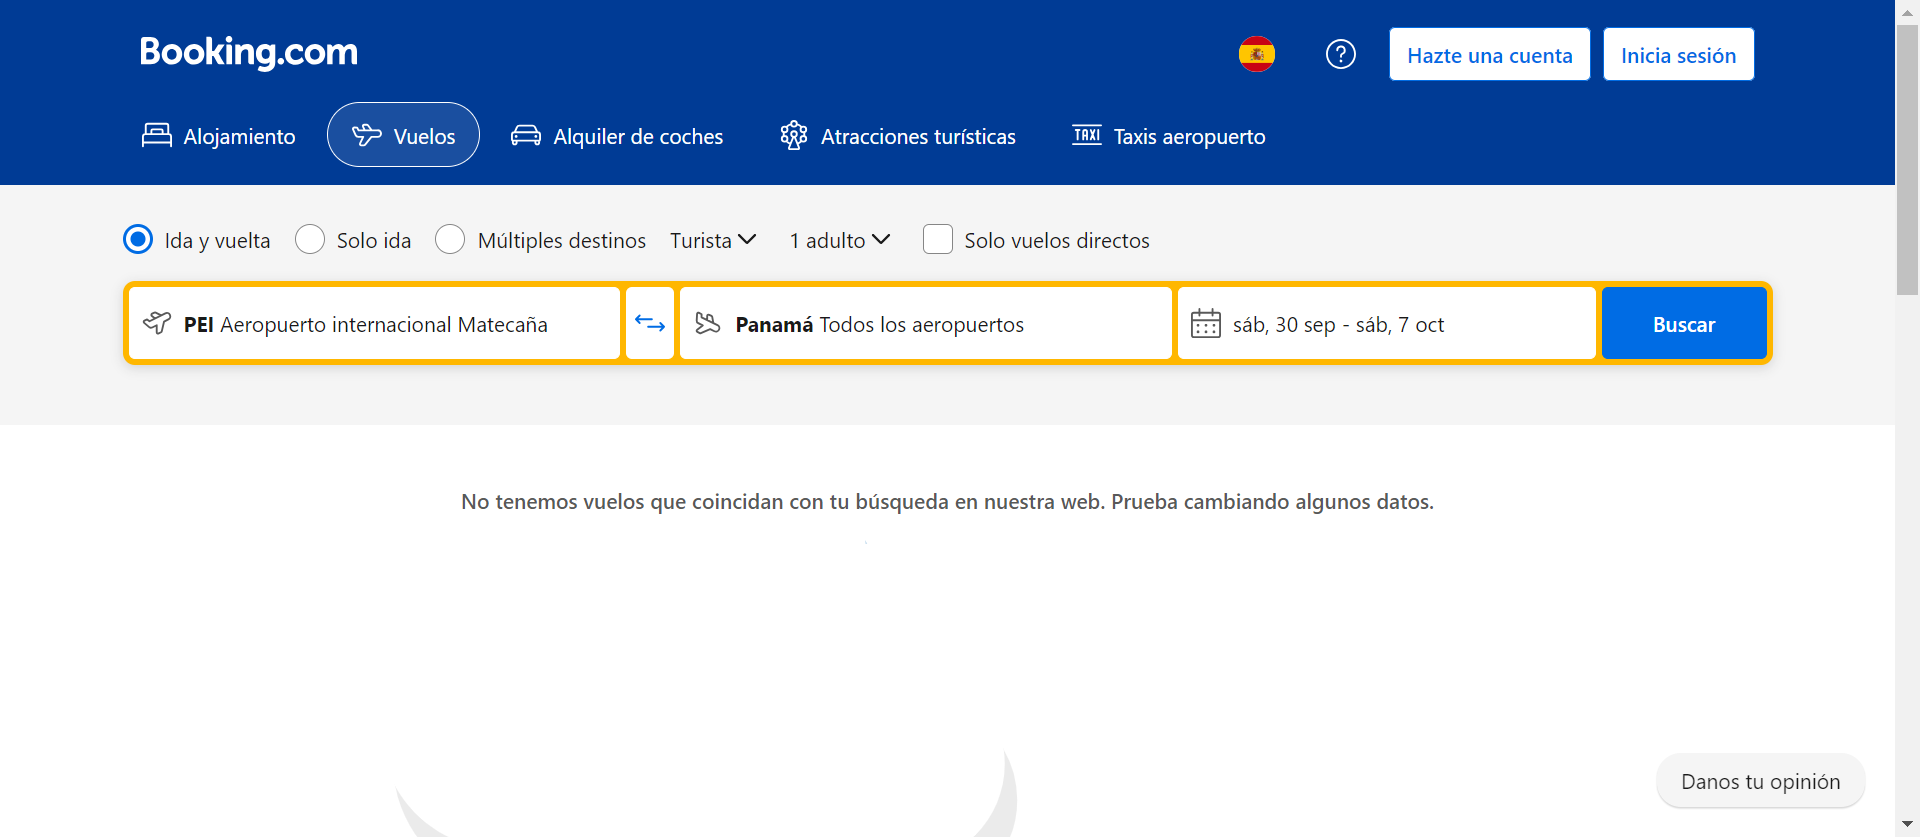 Booking.com
Hazte una cuenta
Inicia sesión
Alojamiento
Vuelos
Alquiler de coches
Atracciones turísticas
TAXI Taxis aeropuerto
Ida y vuelta
Solo ida
Múltiples destinos
Turista
1 adulto
Solo vuelos directos
PEI Aeropuerto internacional Matecaña
Panamá Todos los aeropuertos
sáb, 30 sep - sáb, 7 oct
Buscar
No tenemos vuelos que coincidan con tu búsqueda en nuestra web. Prueba cambiando algunos datos.
Danos tu opinión